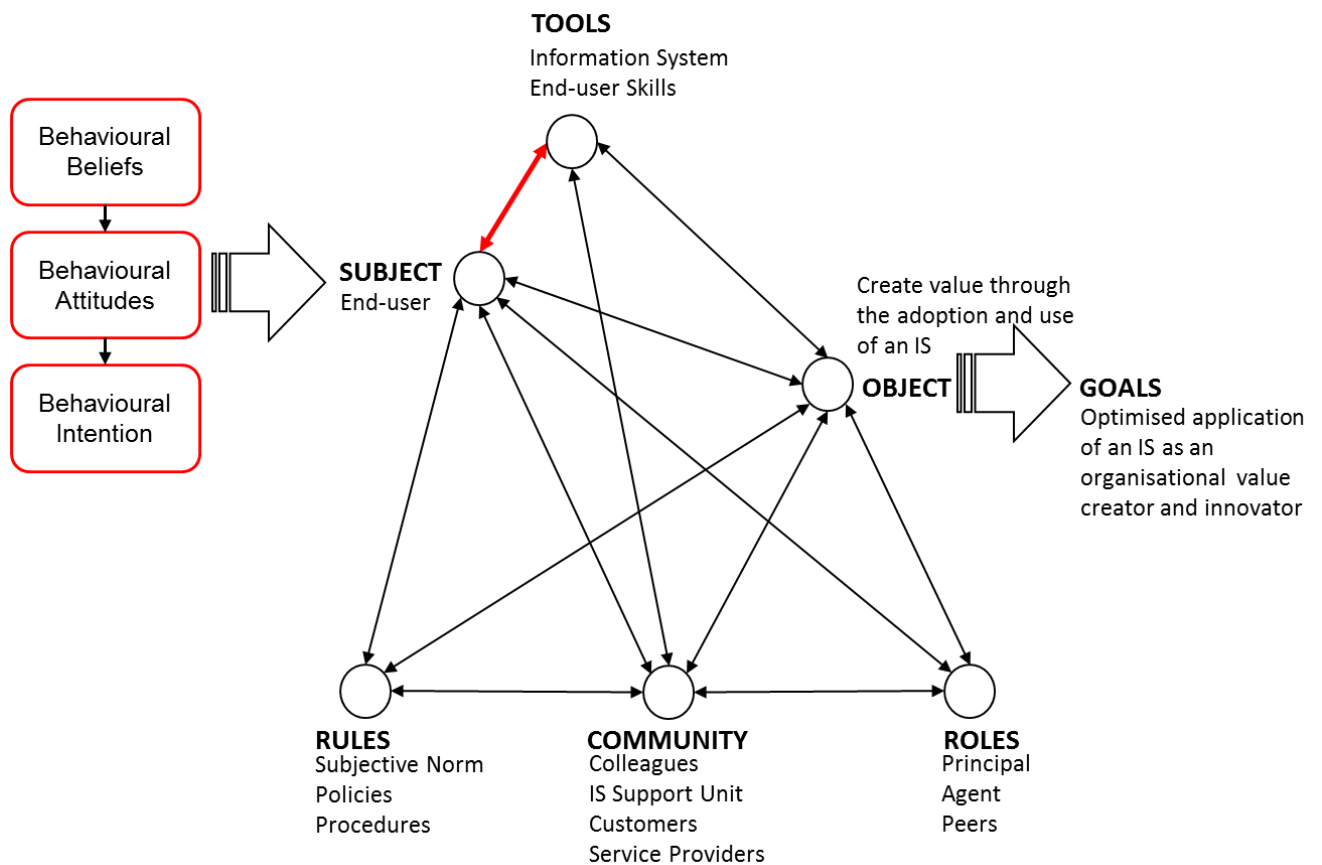 TOOLS
Information System
End-user Skills
Behavioural
Beliefs
Behavioural
Attitudes
Behavioural
Intention
SUBJECT
End-user
Create value through
the adoption and use
of an IS
OBJECT
GOALS
Optimised application
of an IS as an
organisational value
creator and innovator
RULES
Subjective Norm
Policies
Procedures
COMMUNITY
Colleagues
IS Support Unit
Customers
Service Providers
ROLES
Principal
Agent
Peers